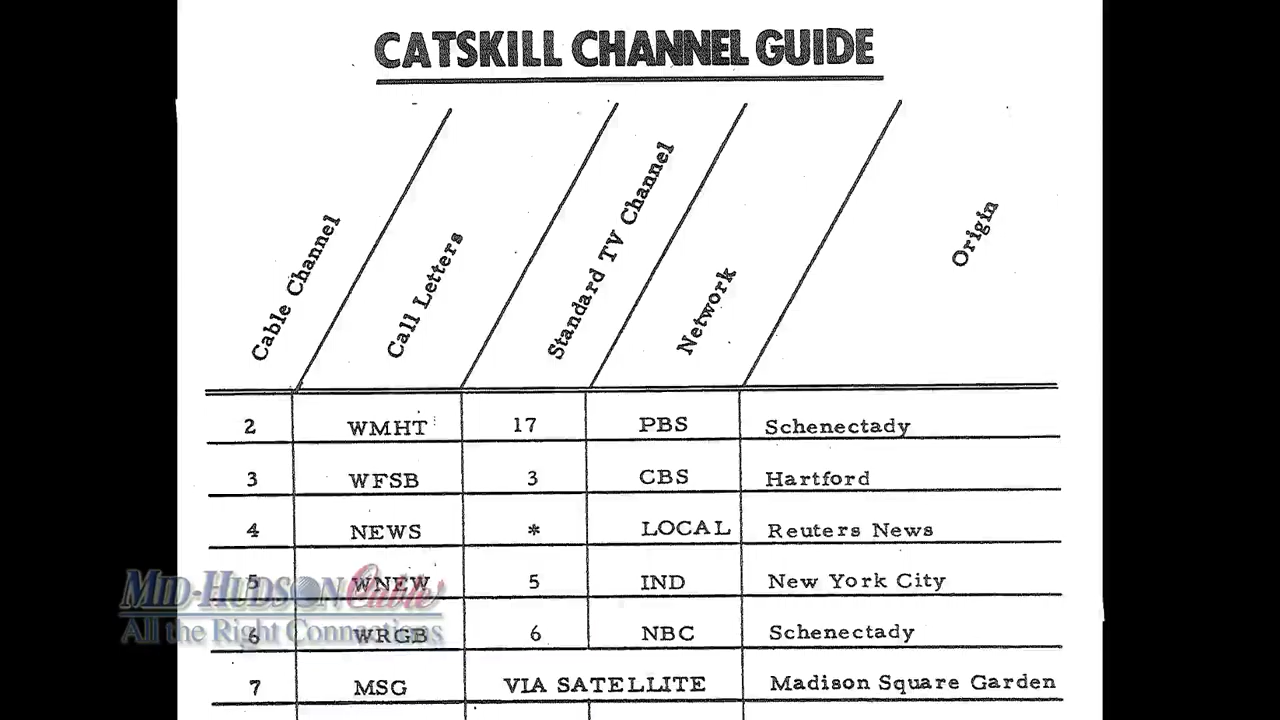 CATSKILL CHANNEL GUIDE
Cable Channel
Call Letters
Standard TV Channel
Network
Origin
2 WMHT 17 PBS Schenectady
3 WFSB 3 CBS Hartford
4 NEWS * LOCAL Reuters News
5 WNEW 5 IND New York City
6 WRGB 6 NBC Schenectady
7 MSG VIA SATELLITE Madison Square Garden
MID-HUDSON Cable
All the Right Connections